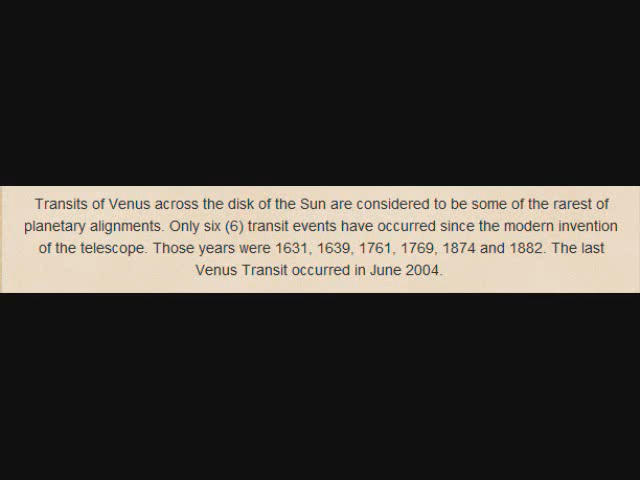 Transits of Venus across the disk of the Sun are considered to be some of the rarest of
planetary alignments. Only six (6) transit events have occurred since the modern invention
of the telescope. Those years were 1631, 1639, 1761, 1769, 1874 and 1882. The last
Venus Transit occurred in June 2004.